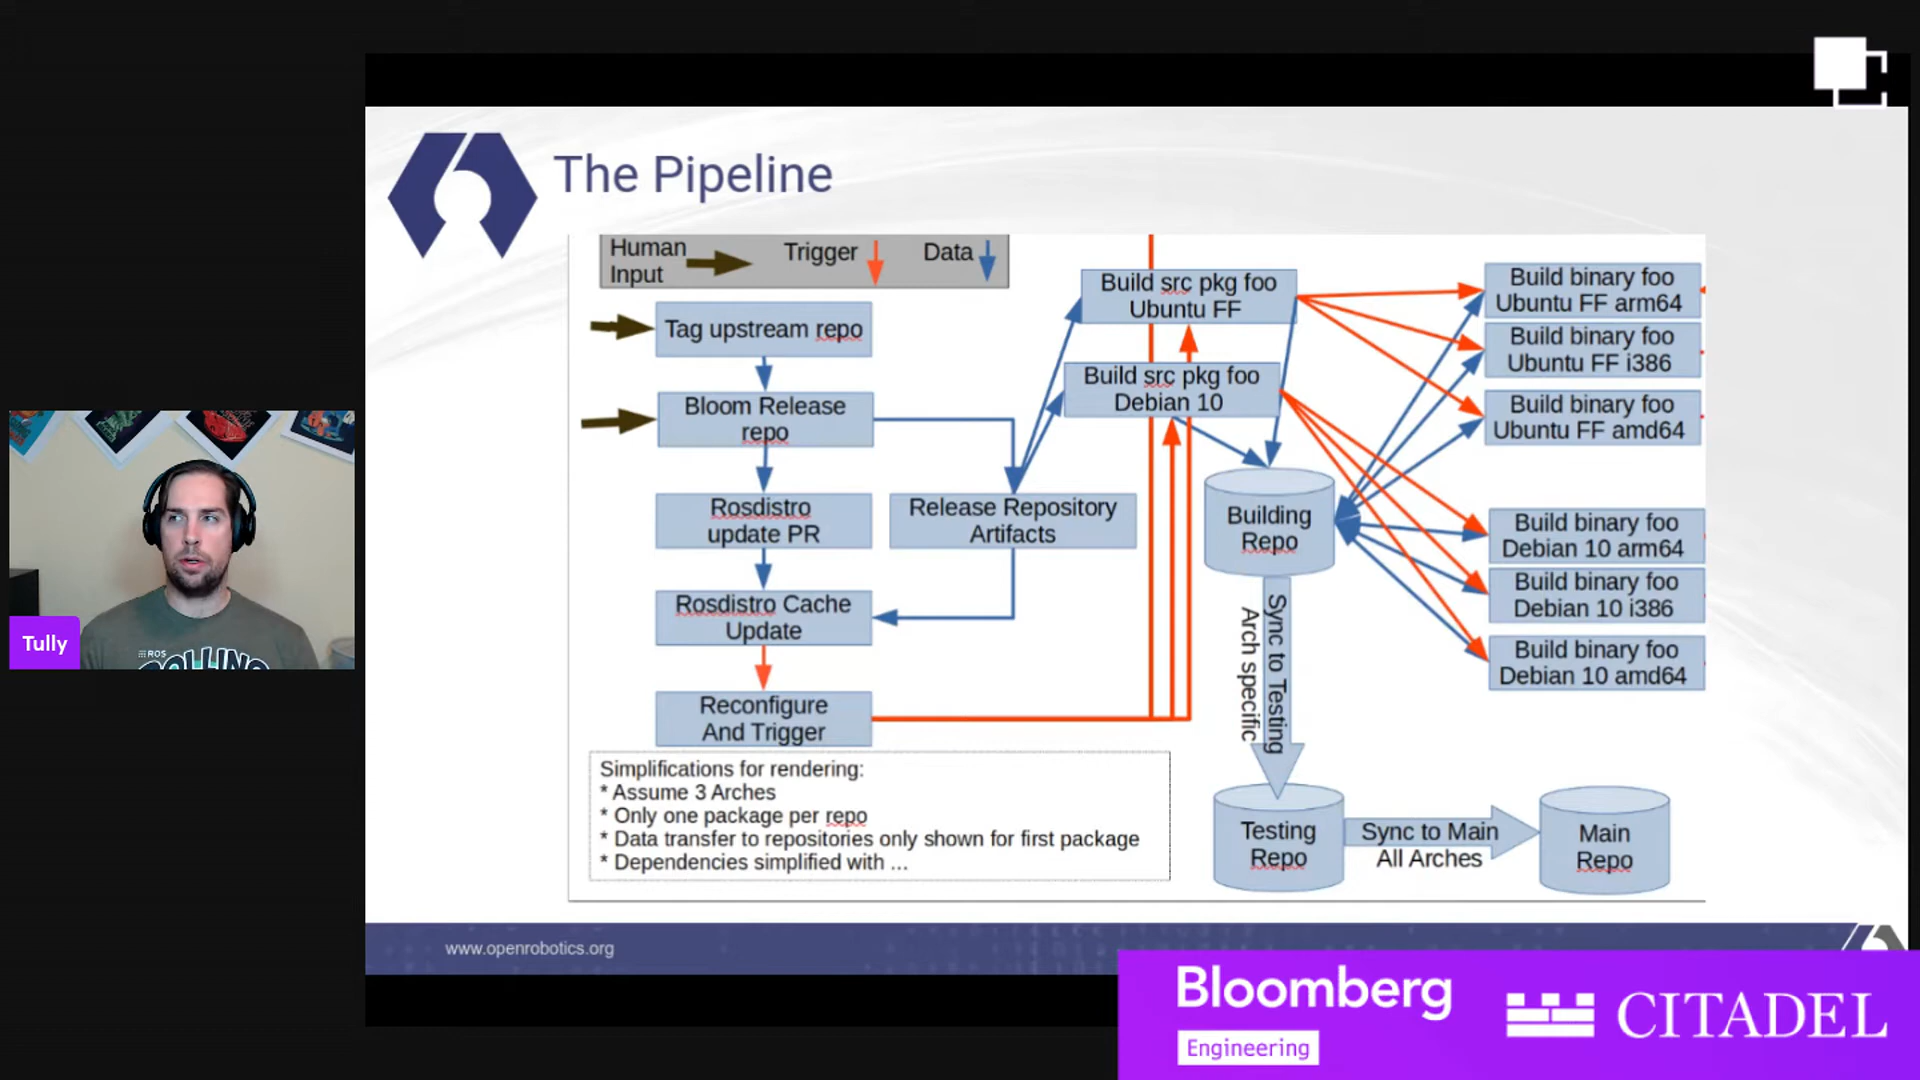 The Pipeline
Human
Input
Trigger
Data
Tag upstream repo
Bloom Release
repo
Rosdistro
update PR
Rosdistro Cache
Update
Reconfigure
And Trigger
Release Repository
Artifacts
Build src pkg foo
Ubuntu FF
Build src pkg foo
Debian 10
Building
Repo
Build binary foo
Ubuntu FF arm64
Build binary foo
Ubuntu FF i386
Build binary foo
Ubuntu FF amd64
Build binary foo
Debian 10 arm64
Build binary foo
Debian 10 i386
Build binary foo
Debian 10 amd64
Sync to Testing
Arch specific
Testing
Repo
Sync to Main
All Arches
Main
Repo
Simplifications for rendering:
* Assume 3 Arches
* Only one package per repo
* Data transfer to repositories only shown for first package
* Dependencies simplified with ...
www.openrobotics.org
Tully
ROS
ROLLING
Bloomberg
Engineering
CITADEL